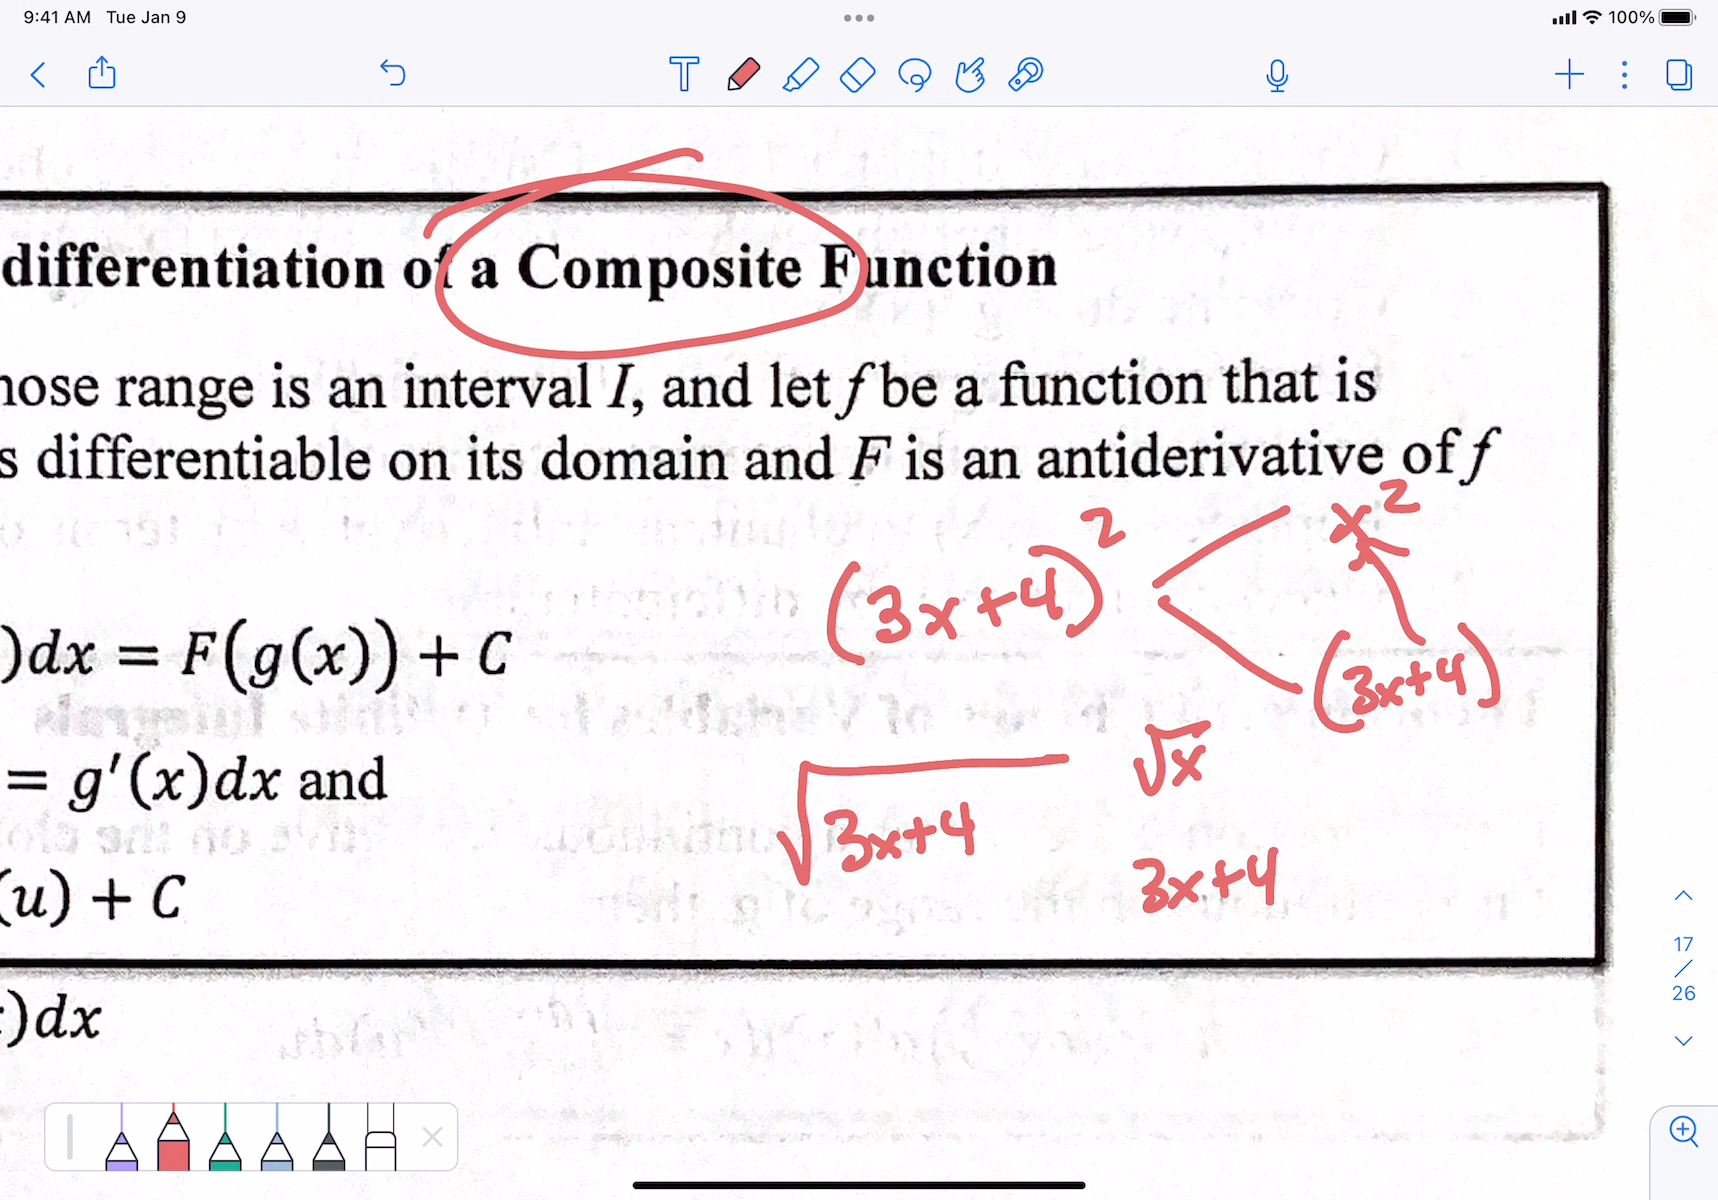 9:41 AM Tue Jan 9
100%
differentiation of a Composite Function
hose range is an interval I, and let f be a function that is
s differentiable on its domain and F is an antiderivative of f
(3x+4)² x²
(3x+4)
)dx = F(g(x)) + C
= g′(x)dx and
√x
√3x+4
3x+4
(u) + C
)dx
17
/
26